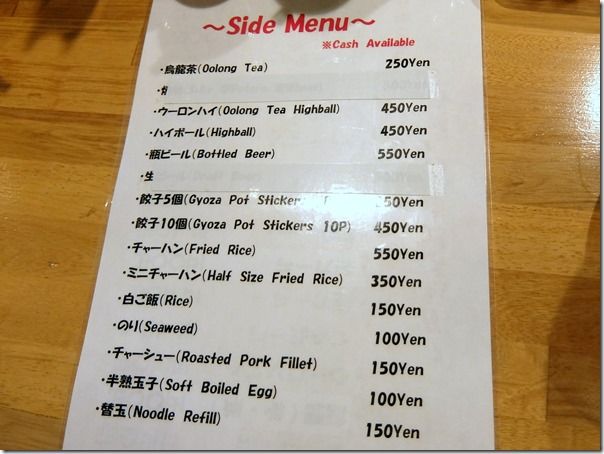 ～Side Menu～
※Cash Available
・烏龍茶(Oolong Tea) 250Yen
・ウーロンハイ(Oolong Tea Highball) 450Yen
・ハイボール(Highball) 450Yen
・瓶ビール(Bottled Beer) 550Yen
・生
・餃子5個(Gyoza Pot Stickers 50Yen
・餃子10個(Gyoza Pot Stickers 10P) 450Yen
・チャーハン(Fried Rice) 550Yen
・ミニチャーハン(Half Size Fried Rice) 350Yen
・白ご飯(Rice) 150Yen
・のり(Seaweed) 100Yen
・チャーシュー(Roasted Pork Fillet) 150Yen
・半熟玉子(Soft Boiled Egg) 100Yen
・替玉(Noodle Refill) 150Yen